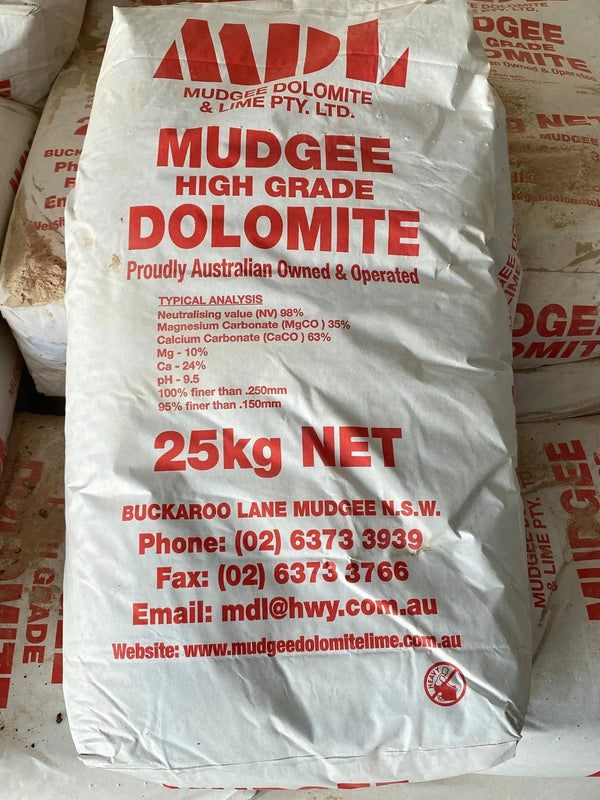 MDL
MUDGEE DOLOMITE
& LIME PTY. LTD.
MUDGEE
HIGH GRADE
DOLOMITE
Proudly Australian Owned & Operated
TYPICAL ANALYSIS
Neutralising value (NV) 98%
Magnesium Carbonate (MgCO ) 35%
Calcium Carbonate (CaCO ) 63%
Mg - 10%
Ca - 24%
pH - 9.5
100% finer than .250mm
95% finer than .150mm
25kg NET
BUCKAROO LANE MUDGEE N.S.W.
Phone: (02) 6373 3939
Fax: (02) 6373 3766
Email: mdl@hwy.com.au
Website: www.mudgeedolomitelime.com.au
HEAVY